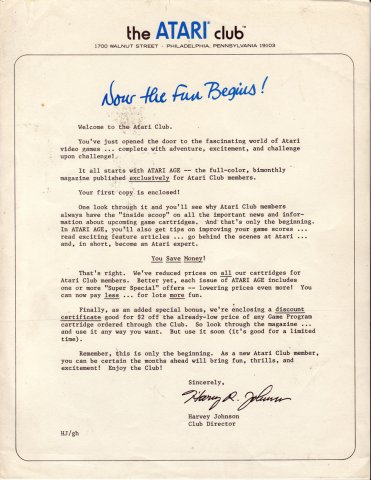 the ATARI® club™
1700 WALNUT STREET · PHILADELPHIA, PENNSYLVANIA 19103
Now the Fun Begins!
Welcome to the Atari Club.
You've just opened the door to the fascinating world of Atari
video games ... complete with adventure, excitement, and challenge
upon challenge!
It all starts with ATARI AGE -- the full-color, bimonthly
magazine published exclusively for Atari Club members.
Your first copy is enclosed!
One look through it and you'll see why Atari Club members
always have the "inside scoop" on all the important news and infor-
mation about upcoming game cartridges. And that's only the beginning.
In ATARI AGE, you'll also get tips on improving your game scores ...
read exciting feature articles ... go behind the scenes at Atari ...
and, in short, become an Atari expert.
You Save Money!
That's right. We've reduced prices on all our cartridges for
Atari Club members. Better yet, each issue of ATARI AGE includes
one or more "Super Special" offers -- lowering prices even more! You
can now pay less ... for lots more fun.
Finally, as an added special bonus, we're enclosing a discount
certificate good for $2 off the already-low price of any Game Program
cartridge ordered through the Club. So look through the magazine ...
and use it any way you want. But use it soon (it's good for a limited
time).
Remember, this is only the beginning. As a new Atari Club member,
you can be certain the months ahead will bring fun, thrills, and
excitement! Enjoy the Club!
Sincerely,
Harvey R. Johnson
Harvey Johnson
Club Director
HJ/gh